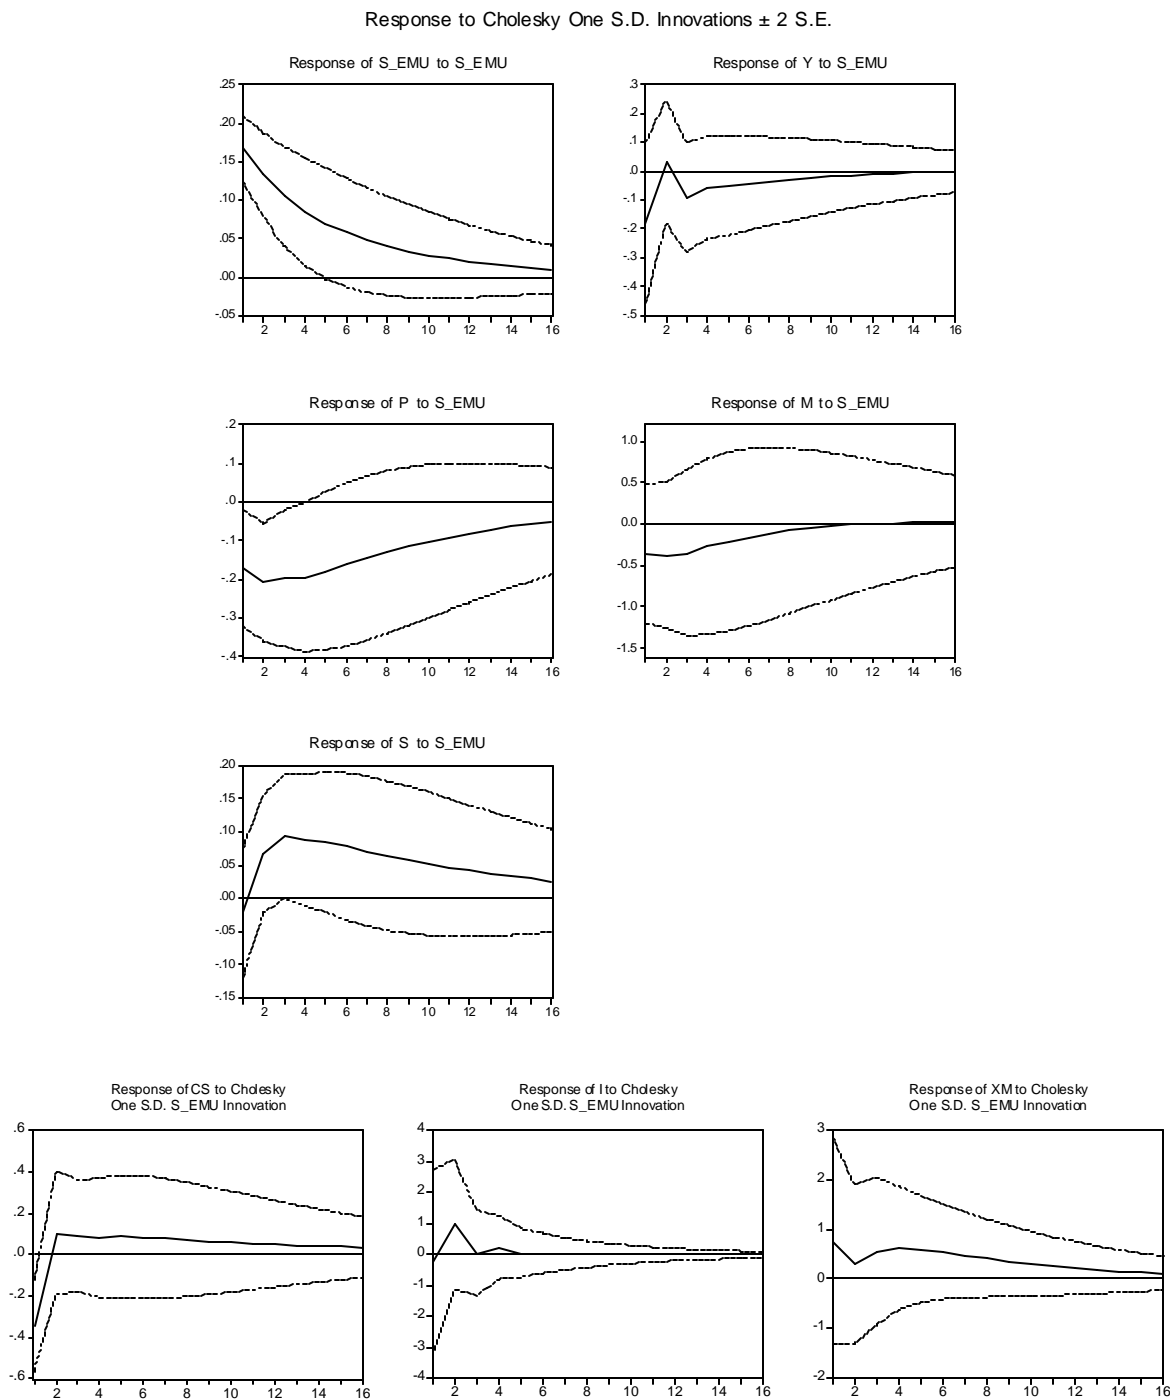 Response to Cholesky One S.D. Innovations ± 2 S.E.
Response of S_EMU to S_EMU
.25
.20
.15
.10
.05
.00
-.05
2 4 6 8 10 12 14 16
Response of Y to S_EMU
.3
.2
.1
.0
-.1
-.2
-.3
-.4
-.5
2 4 6 8 10 12 14 16
Response of P to S_EMU
.2
.1
.0
-.1
-.2
-.3
-.4
2 4 6 8 10 12 14 16
Response of M to S_EMU
1.0
0.5
0.0
-0.5
-1.0
-1.5
2 4 6 8 10 12 14 16
Response of S to S_EMU
.20
.15
.10
.05
.00
-.05
-.10
-.15
2 4 6 8 10 12 14 16
Response of CS to Cholesky
One S.D. S_EMU Innovation
.6
.4
.2
.0
-.2
-.4
-.6
2 4 6 8 10 12 14 16
Response of I to Cholesky
One S.D. S_EMU Innovation
4
3
2
1
0
-1
-2
-3
-4
2 4 6 8 10 12 14 16
Response of XM to Cholesky
One S.D. S_EMU Innovation
3
2
1
0
-1
-2
2 4 6 8 10 12 14 16